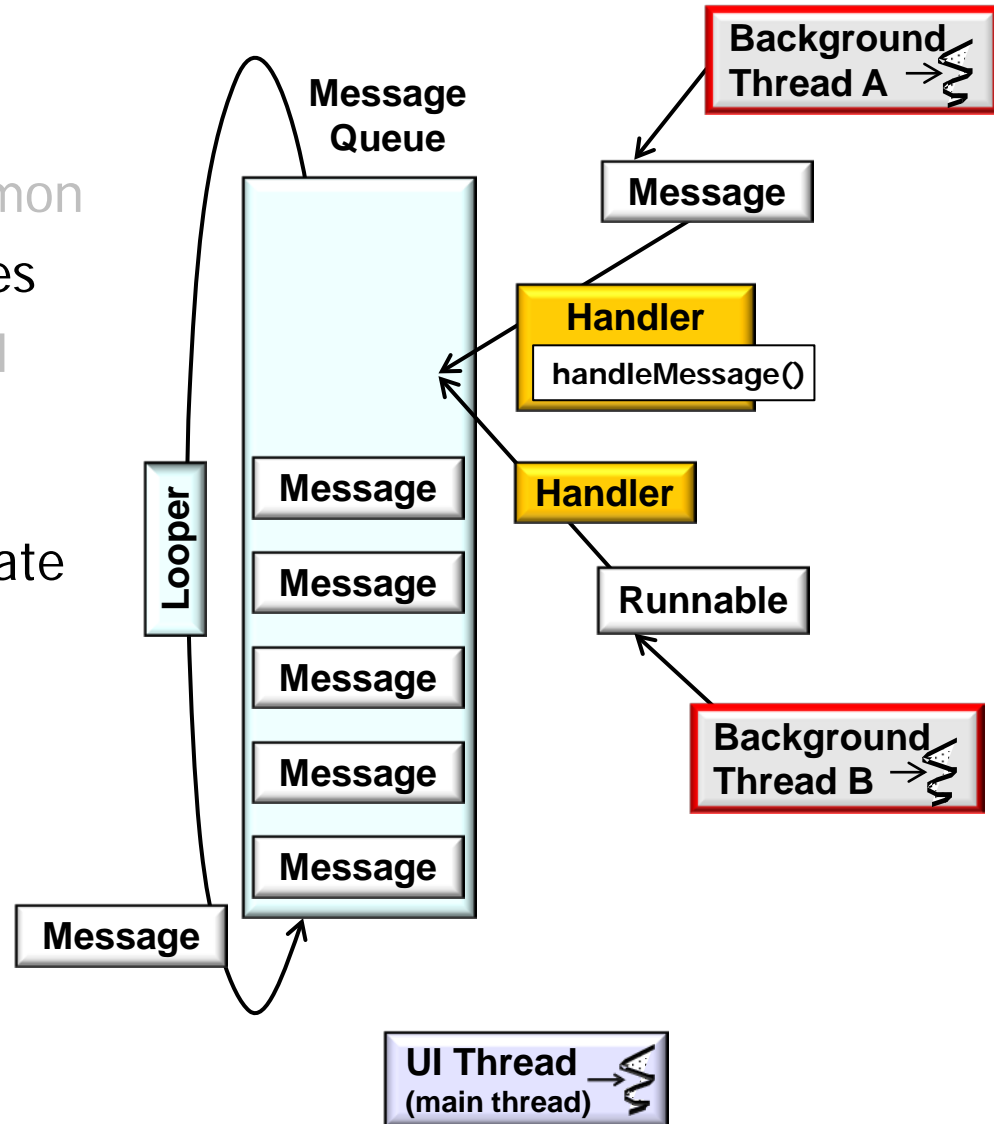 Background
Thread A
Message
Queue
mon
Message
es
Handler
handleMessage()
Message
Handler
Looper
ate
Message
Runnable
Message
Background
Thread B
Message
Message
Message
UI Thread
(main thread)